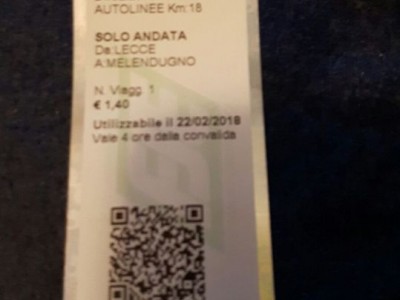 AUTOLINEE Km:18
SOLO ANDATA
Da:LECCE
A:MELENDUGNO
N. Viagg. 1
€ 1,40
Utilizzabile il 22/02/2018
Vale 4 ore dalla convalida